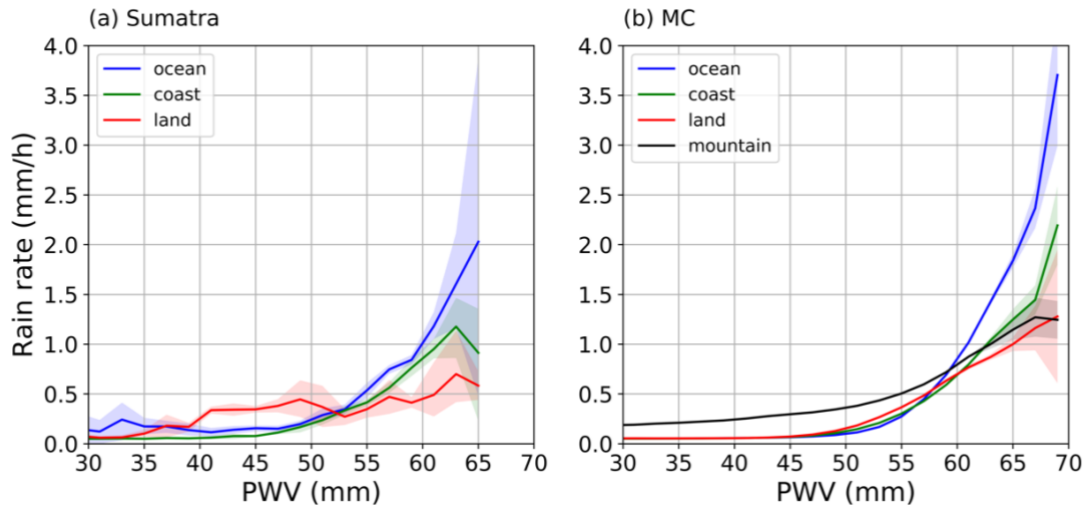 (a) Sumatra
4.0
3.5
3.0
2.5
2.0
1.5
1.0
0.5
0.0
Rain rate (mm/h)
ocean
coast
land
30 35 40 45 50 55 60 65 70
PWV (mm)
(b) MC
4.0
3.5
3.0
2.5
2.0
1.5
1.0
0.5
0.0
ocean
coast
land
mountain
30 35 40 45 50 55 60 65 70
PWV (mm)